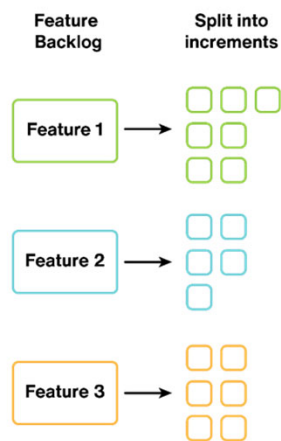 Feature
Backlog
Split into
increments
Feature 1
Feature 2
Feature 3